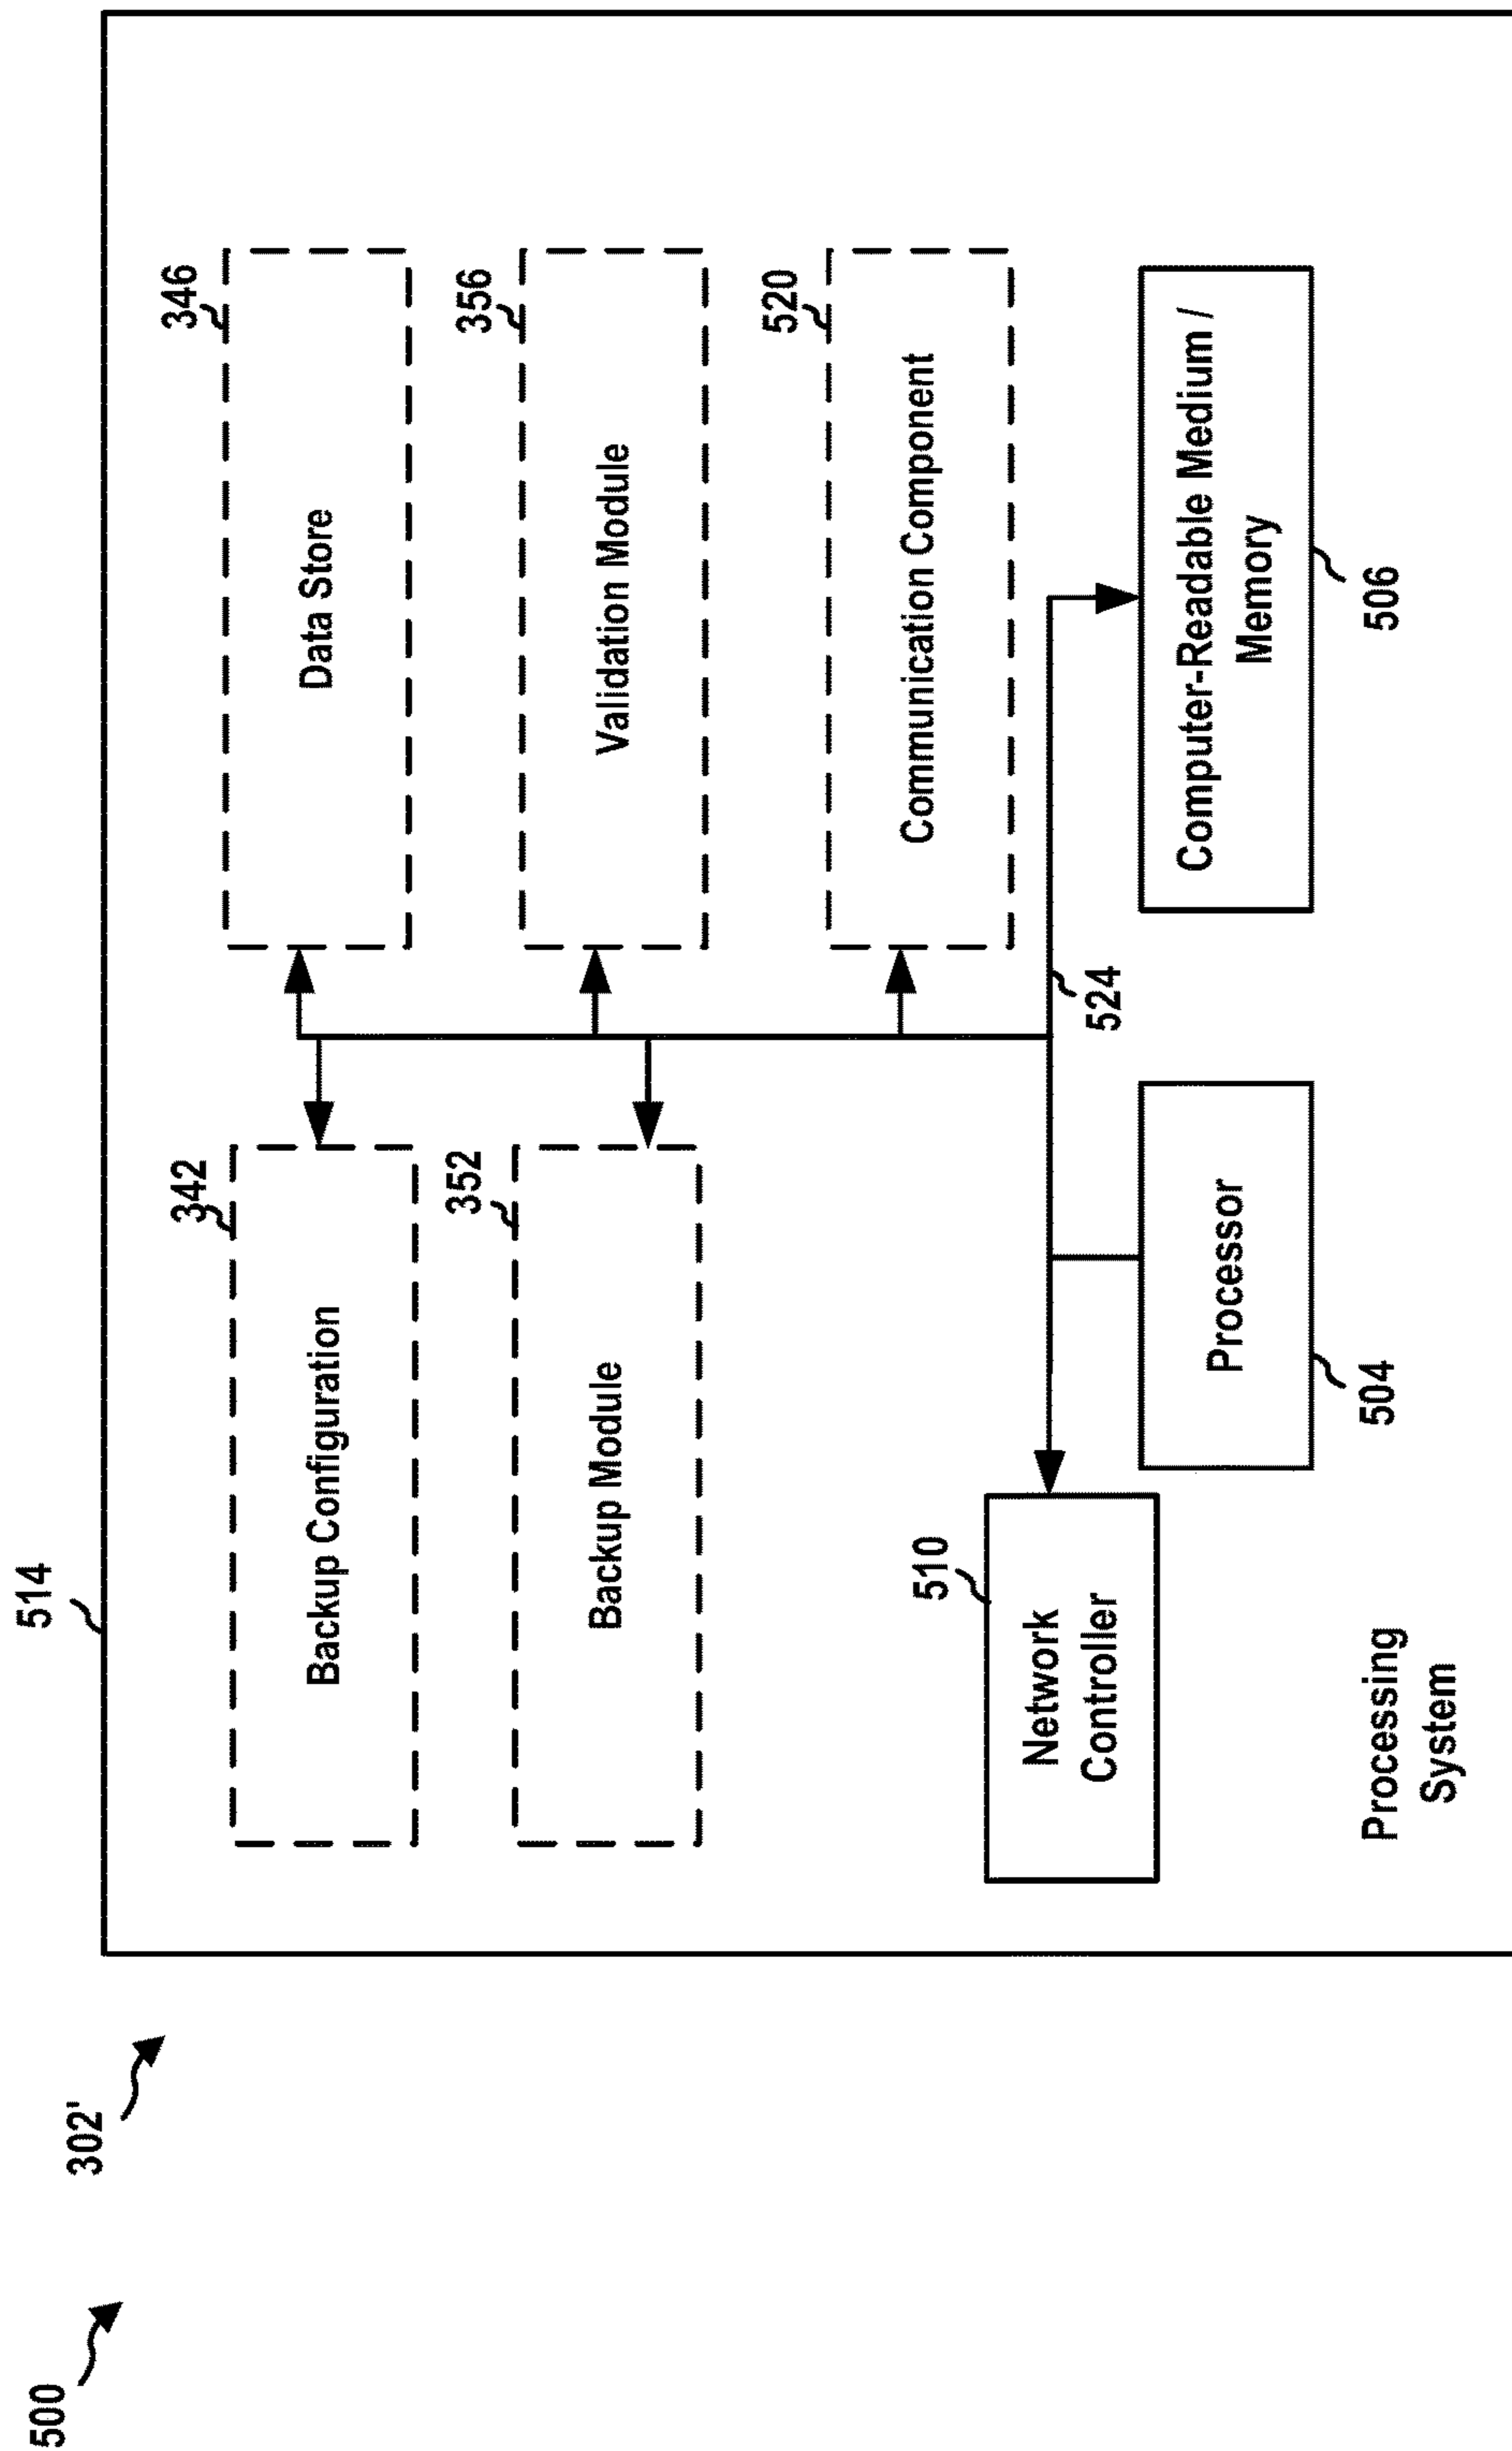 500
302'
514
342
Backup Configuration
346
Data Store
352
Backup Module
356
Validation Module
520
Communication Component
524
510
Network
Controller
Processor
504
Computer-Readable Medium /
Memory
506
Processing
System